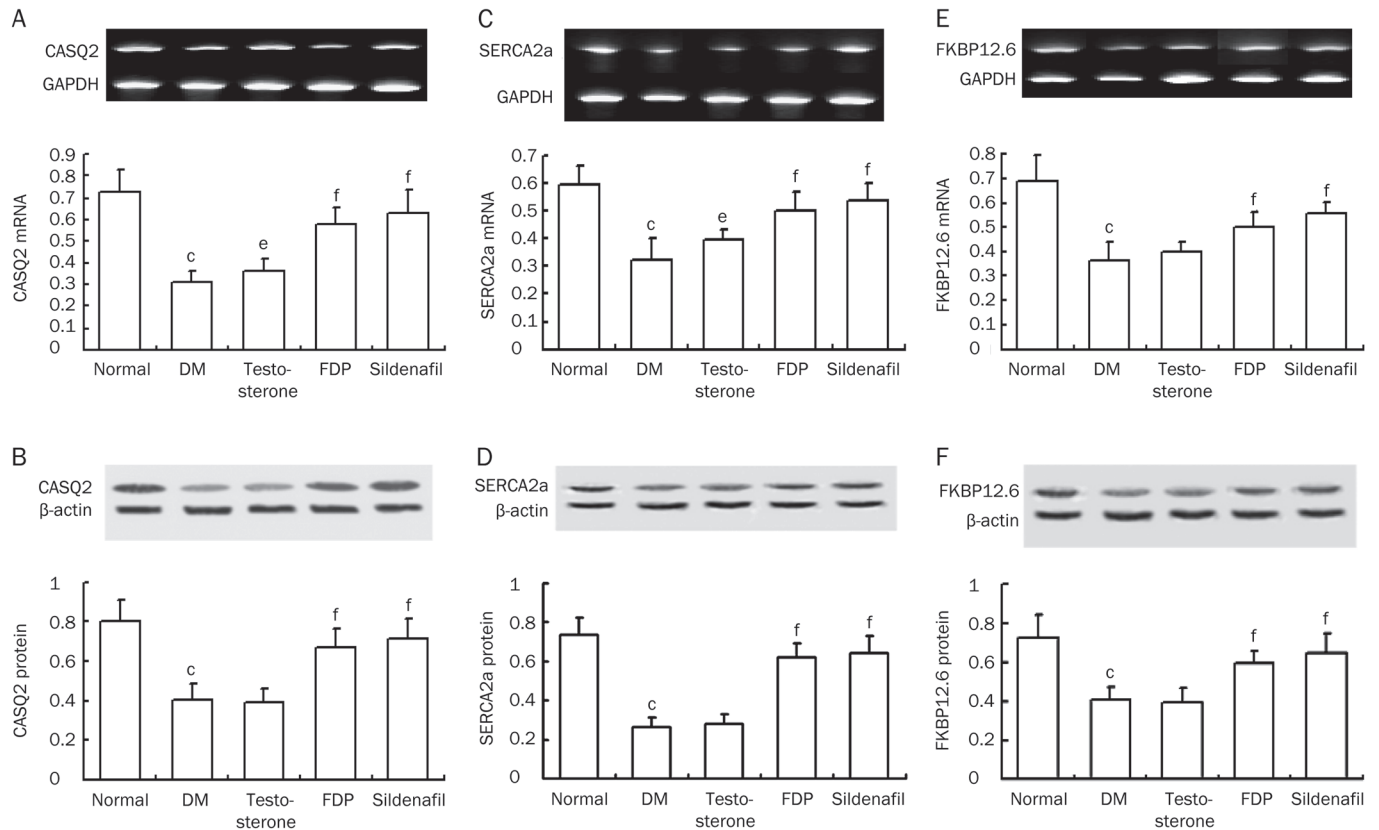 A
CASQ2
GAPDH
CASQ2 mRNA
0.9
0.8
0.7
0.6
0.5
0.4
0.3
0.2
0.1
0
c
e
f
f
Normal DM Testo- FDP Sildenafil
sterone
C
SERCA2a
GAPDH
SERCA2a mRNA
0.7
0.6
0.5
0.4
0.3
0.2
0.1
0
c
e
f
f
Normal DM Testo- FDP Sildenafil
sterone
E
FKBP12.6
GAPDH
FKBP12.6 mRNA
0.8
0.7
0.6
0.5
0.4
0.3
0.2
0.1
0
c
f
f
Normal DM Testo- FDP Sildenafil
sterone
B
CASQ2
β-actin
CASQ2 protein
1
0.8
0.6
0.4
0.2
0
c
f
f
Normal DM Testo- FDP Sildenafil
sterone
D
SERCA2a
β-actin
SERCA2a protein
1
0.8
0.6
0.4
0.2
0
c
f
f
Normal DM Testo- FDP Sildenafil
sterone
F
FKBP12.6
β-actin
FKBP12.6 protein
1
0.8
0.6
0.4
0.2
0
c
f
f
Normal DM Testo- FDP Sildenafil
sterone